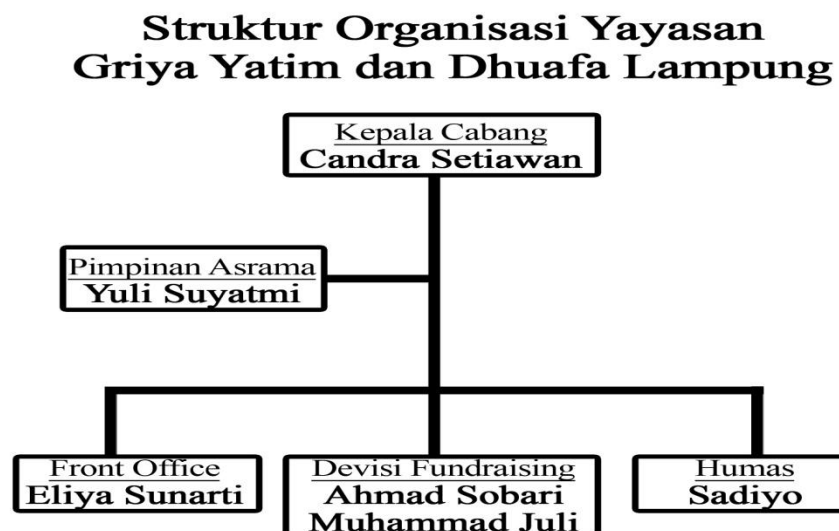 Struktur Organisasi Yayasan
Griya Yatim dan Dhuafa Lampung
Kepala Cabang
Candra Setiawan
Pimpinan Asrama
Yuli Suyatmi
Front Office
Eliya Sunarti
Devisi Fundraising
Ahmad Sobari
Muhammad Juli
Humas
Sadiyo